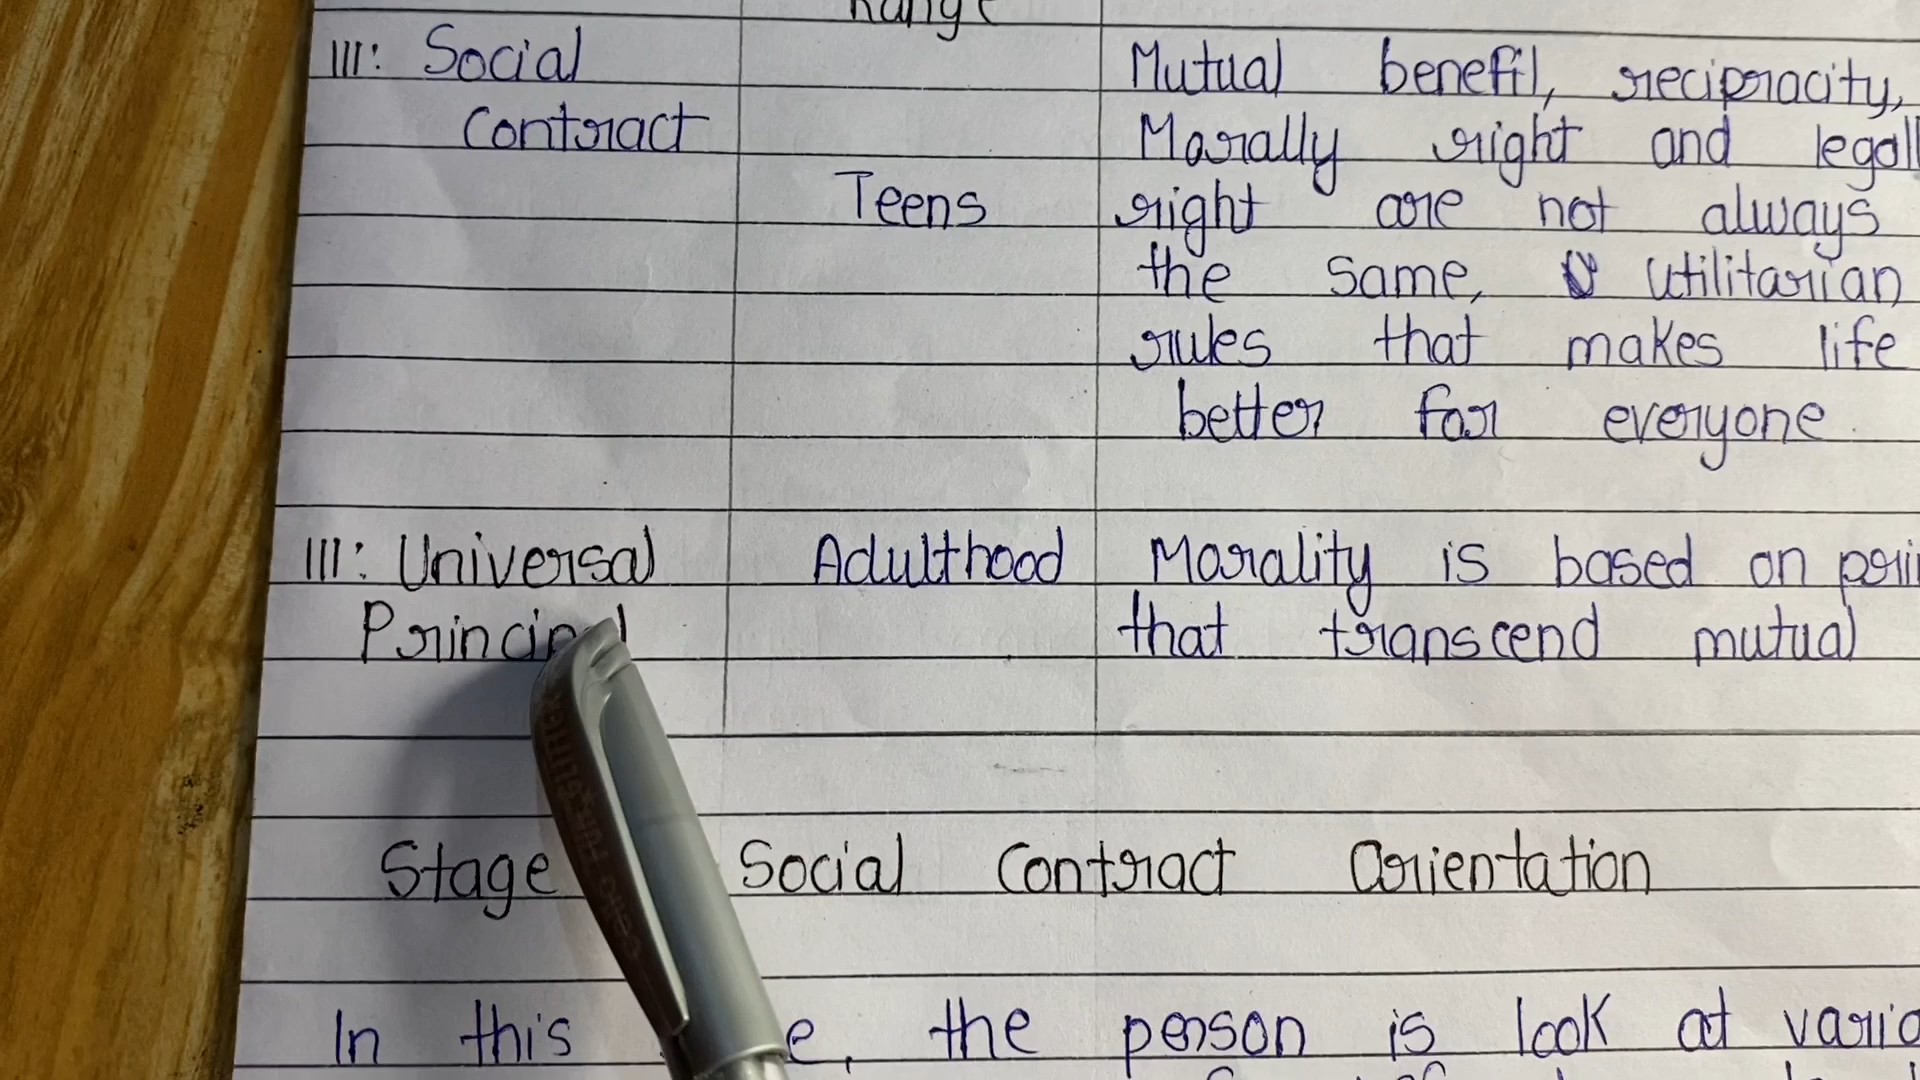 Range
III: Social Mutual benefit, reciprocity,
Contract Morally right and legall
Teens right are not always
the same, utilitarian
rules that makes life
better for everyone.
III: Universal Adulthood Morality is based on
that transcend mutual
Stage Social Contract Orientation
In this the person is look at